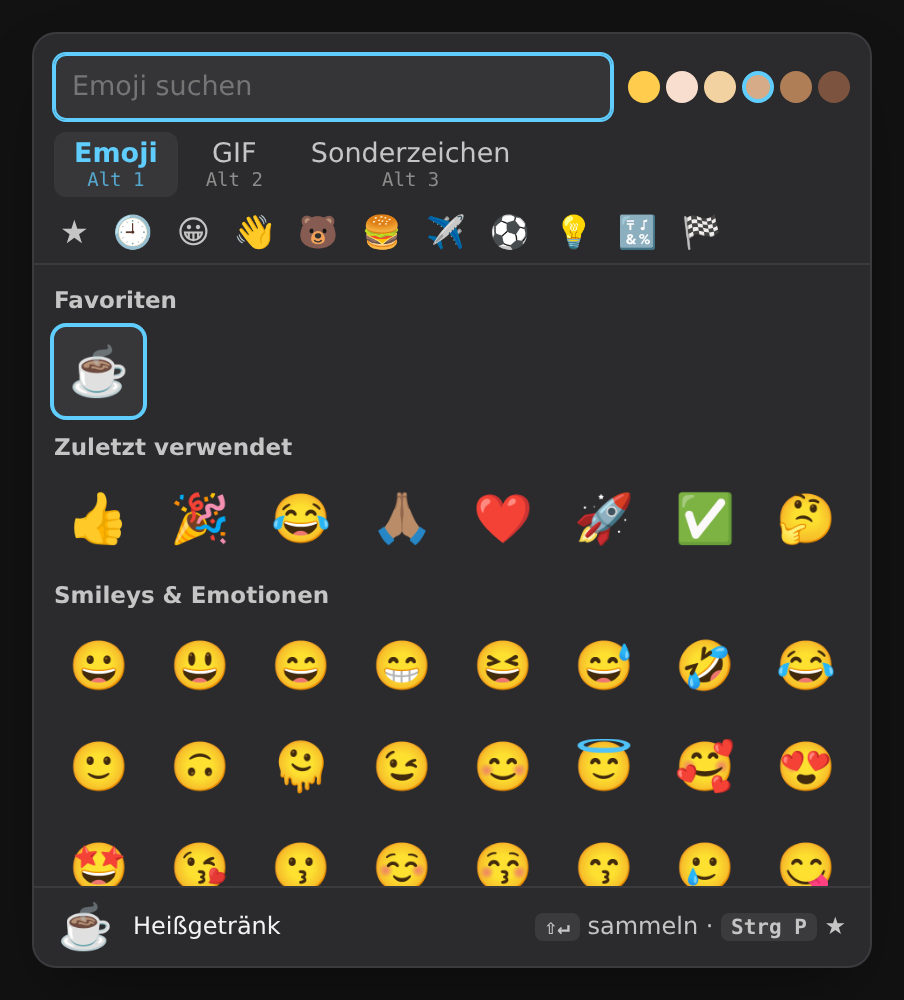 Emoji suchen
Emoji GIF Sonderzeichen
Alt 1 Alt 2 Alt 3
Favoriten
Zuletzt verwendet
Smileys & Emotionen
Heißgetränk ⇧↵ sammeln · Strg P ★